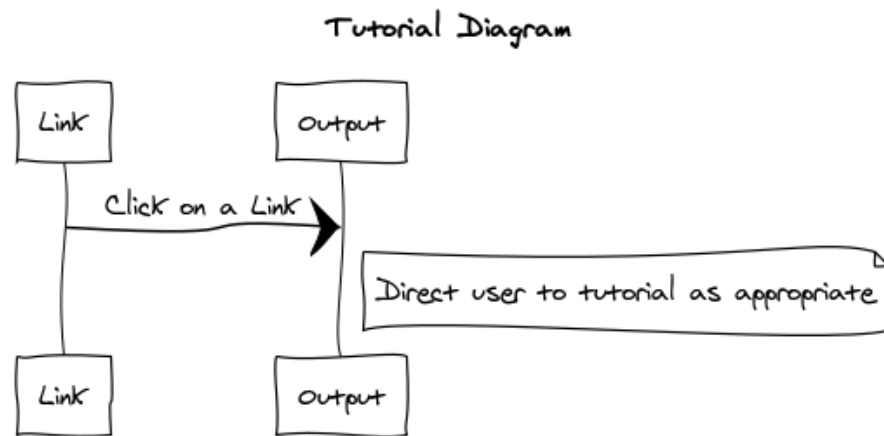 Tutorial Diagram
Link
Output
Click on a Link
Direct user to tutorial as appropriate
Link
Output